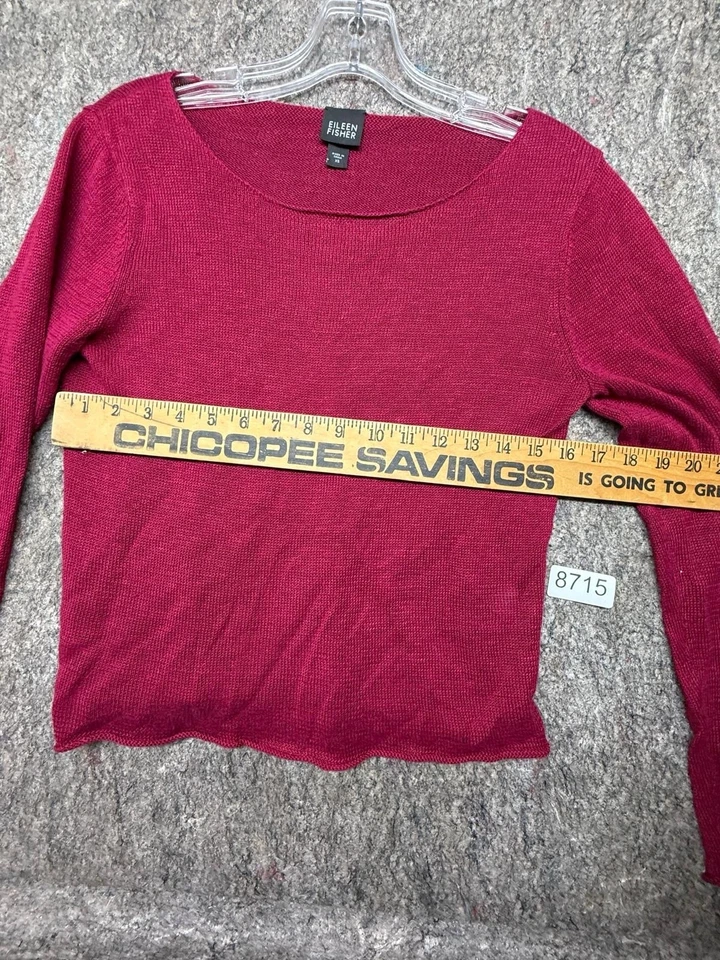 EILEEN
FISHER
XS
1 2 3 4 5 6 7 8 9 10 11 12 13 14 15 16 17 18 19 20
CHICOPEE SAVINGS IS GOING TO
8715